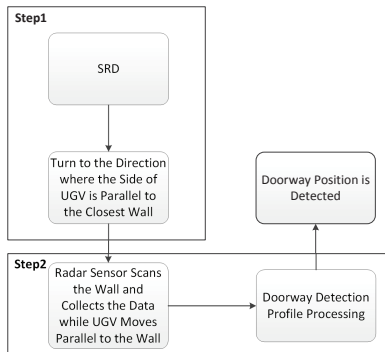 Step1
SRD
Turn to the Direction
where the Side of
UGV is Parallel to
the Closest Wall
Doorway Position is
Detected
Step2
Radar Sensor Scans
the Wall and
Collects the Data
while UGV Moves
Parallel to the Wall
Doorway Detection
Profile Processing